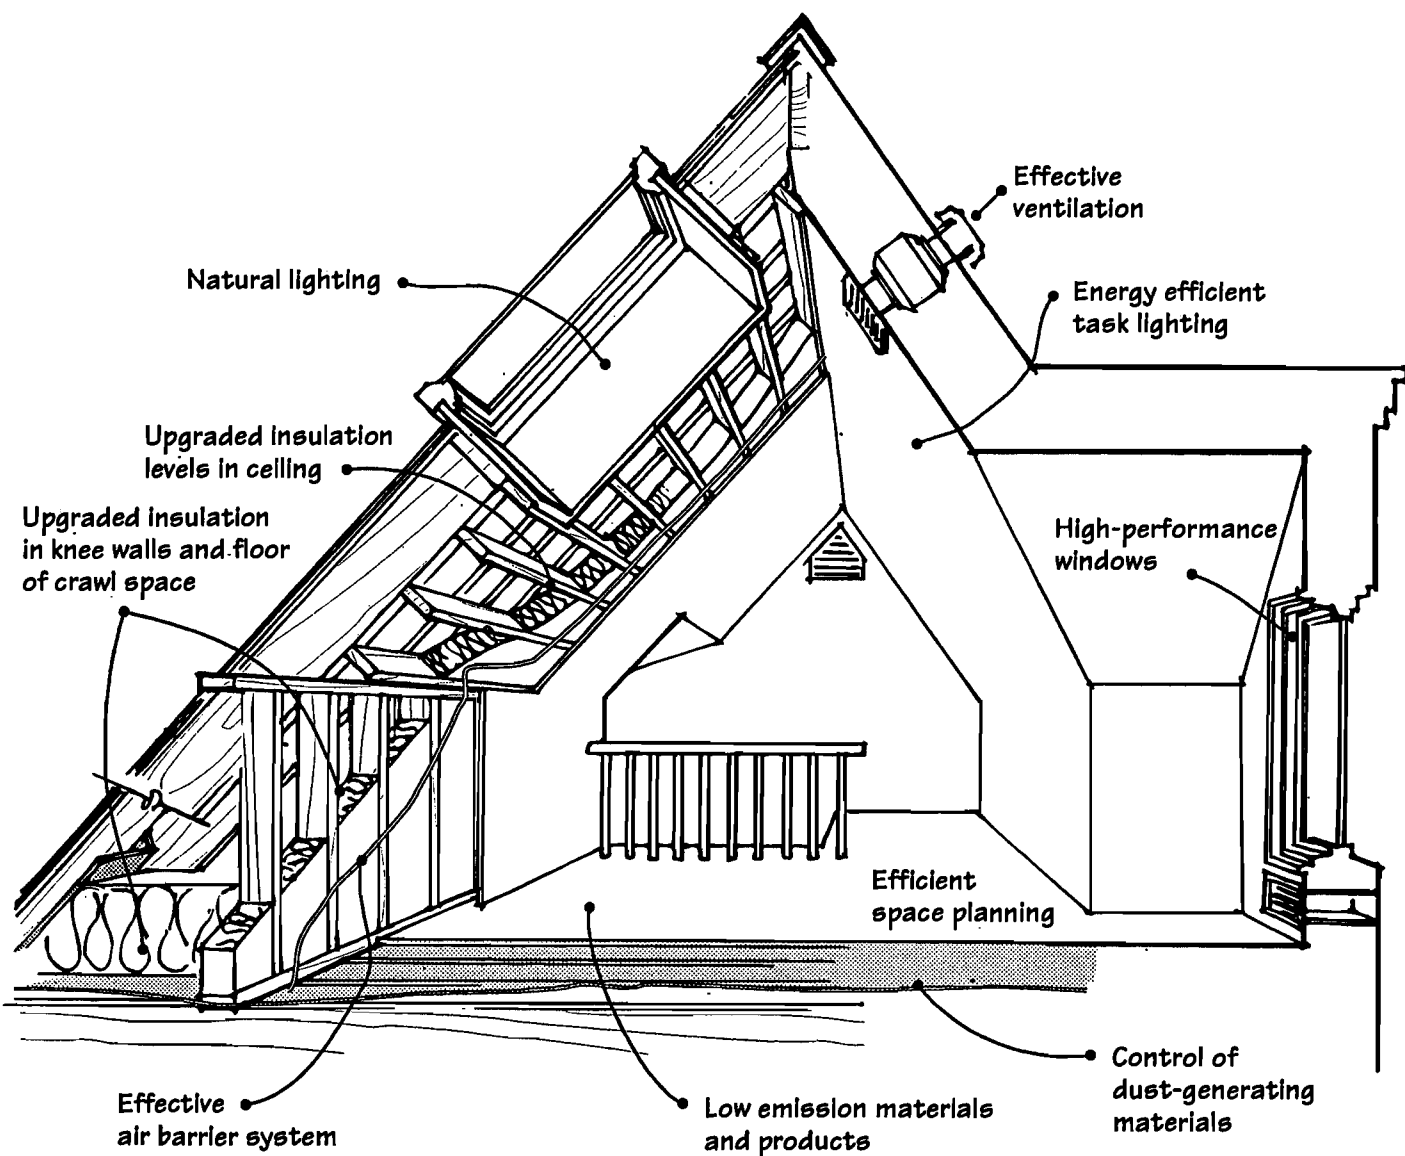 Effective
ventilation
Natural lighting
Energy efficient
task lighting
Upgraded insulation
levels in ceiling
Upgraded insulation
in knee walls and floor
of crawl space
High-performance
windows
Efficient
space planning
Control of
dust-generating
materials
Effective
air barrier system
Low emission materials
and products